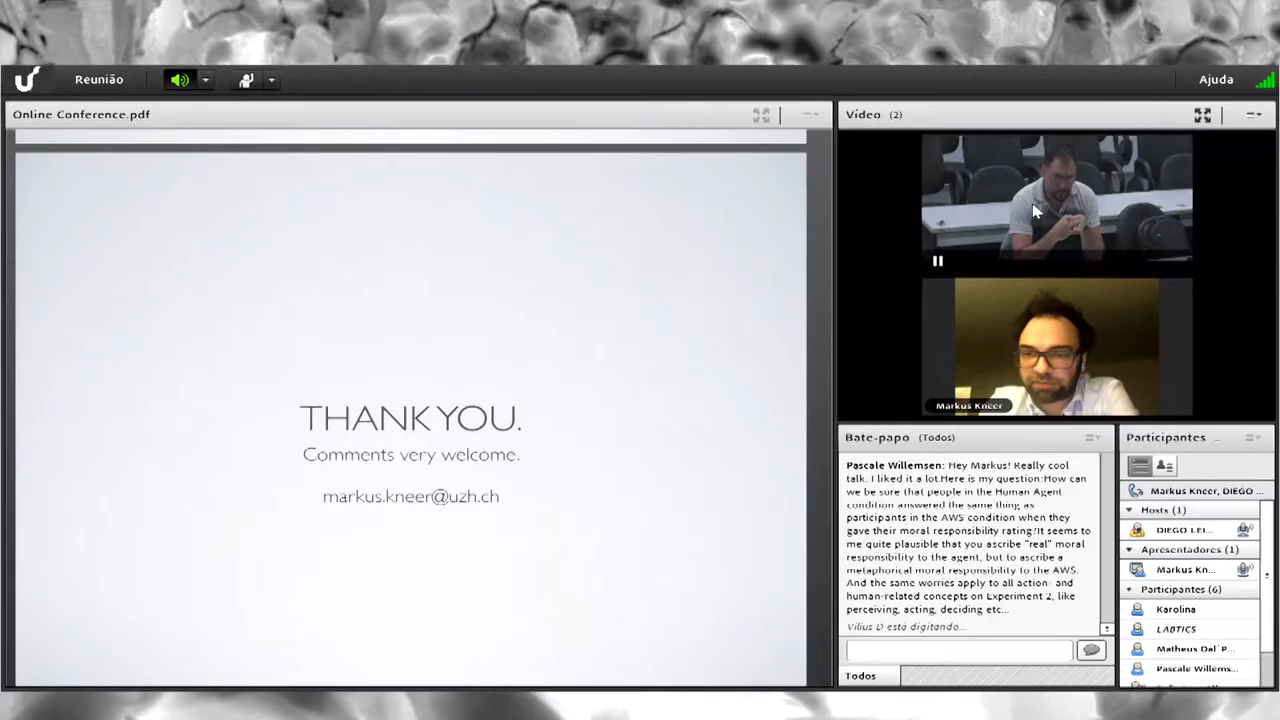 Reunião
Ajuda
Online Conference.pdf
THANK YOU.
Comments very welcome.
markus.kneer@uzh.ch
Vídeo (2)
Markus Kneer
Bate-papo (Todos)
Pascale Willemsen: Hey Markus! Really cool
talk. I liked it a lot.Here is my question:How can
we be sure that people in the Human Agent
condition answered the same thing as
participants in the AWS condition when they
gave their moral responsibility rating?It seems to
me quite plausible that you ascribe "real" moral
responsibility to the agent, but to ascribe a
metaphorical moral responsibility to the AWS.
And the same worries apply to all action- and
human-related concepts on Experiment 2, like
perceiving, acting, deciding etc...
Vilius D está digitando...
Todos
Participantes ..
Markus Kneer, DIEGO ...
Hosts (1)
DIEGO LEI...
Apresentadores (1)
Markus Kn...
Participantes (6)
Karolina
LABTICS
Matheus Dal´P...
Pascale Willems...